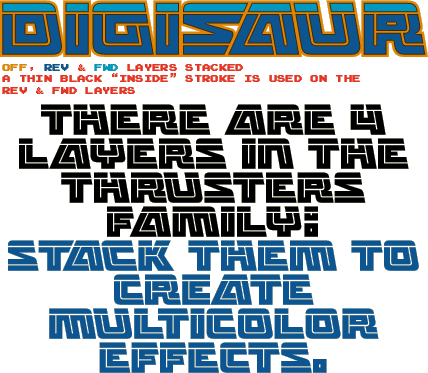 DIGISAUR
OFF, REV & FWD LAYERS STACKED
A THIN BLACK “INSIDE” STROKE IS USED ON THE
REV & FWD LAYERS
THERE ARE 4
LAYERS IN THE
THRUSTERS
FAMILY:
STACK THEM TO
CREATE
MULTICOLOR
EFFECTS.